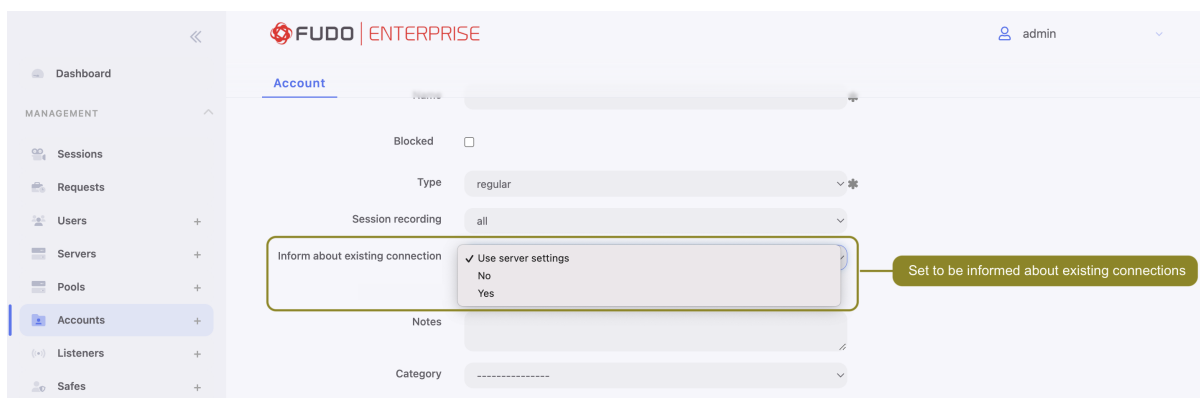 FUDO ENTERPRISE
admin
Dashboard
Account
Name
MANAGEMENT
Blocked
Sessions
Type
regular
Requests
Session recording
all
Users
Inform about existing connection
Use server settings
No
Yes
Set to be informed about existing connections
Servers
Pools
Accounts
Notes
Listeners
Category
---------------
Safes